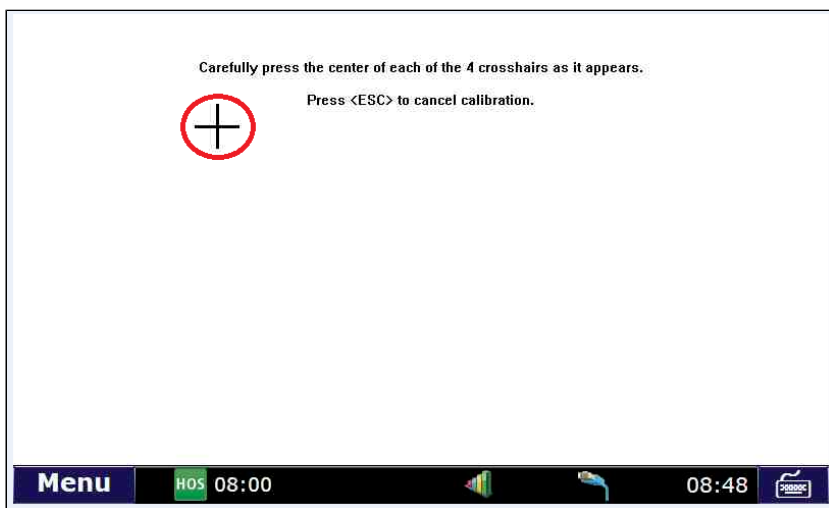 Carefully press the center of each of the 4 crosshairs as it appears.
Press <ESC> to cancel calibration.
Menu HOS 08:00 08:48